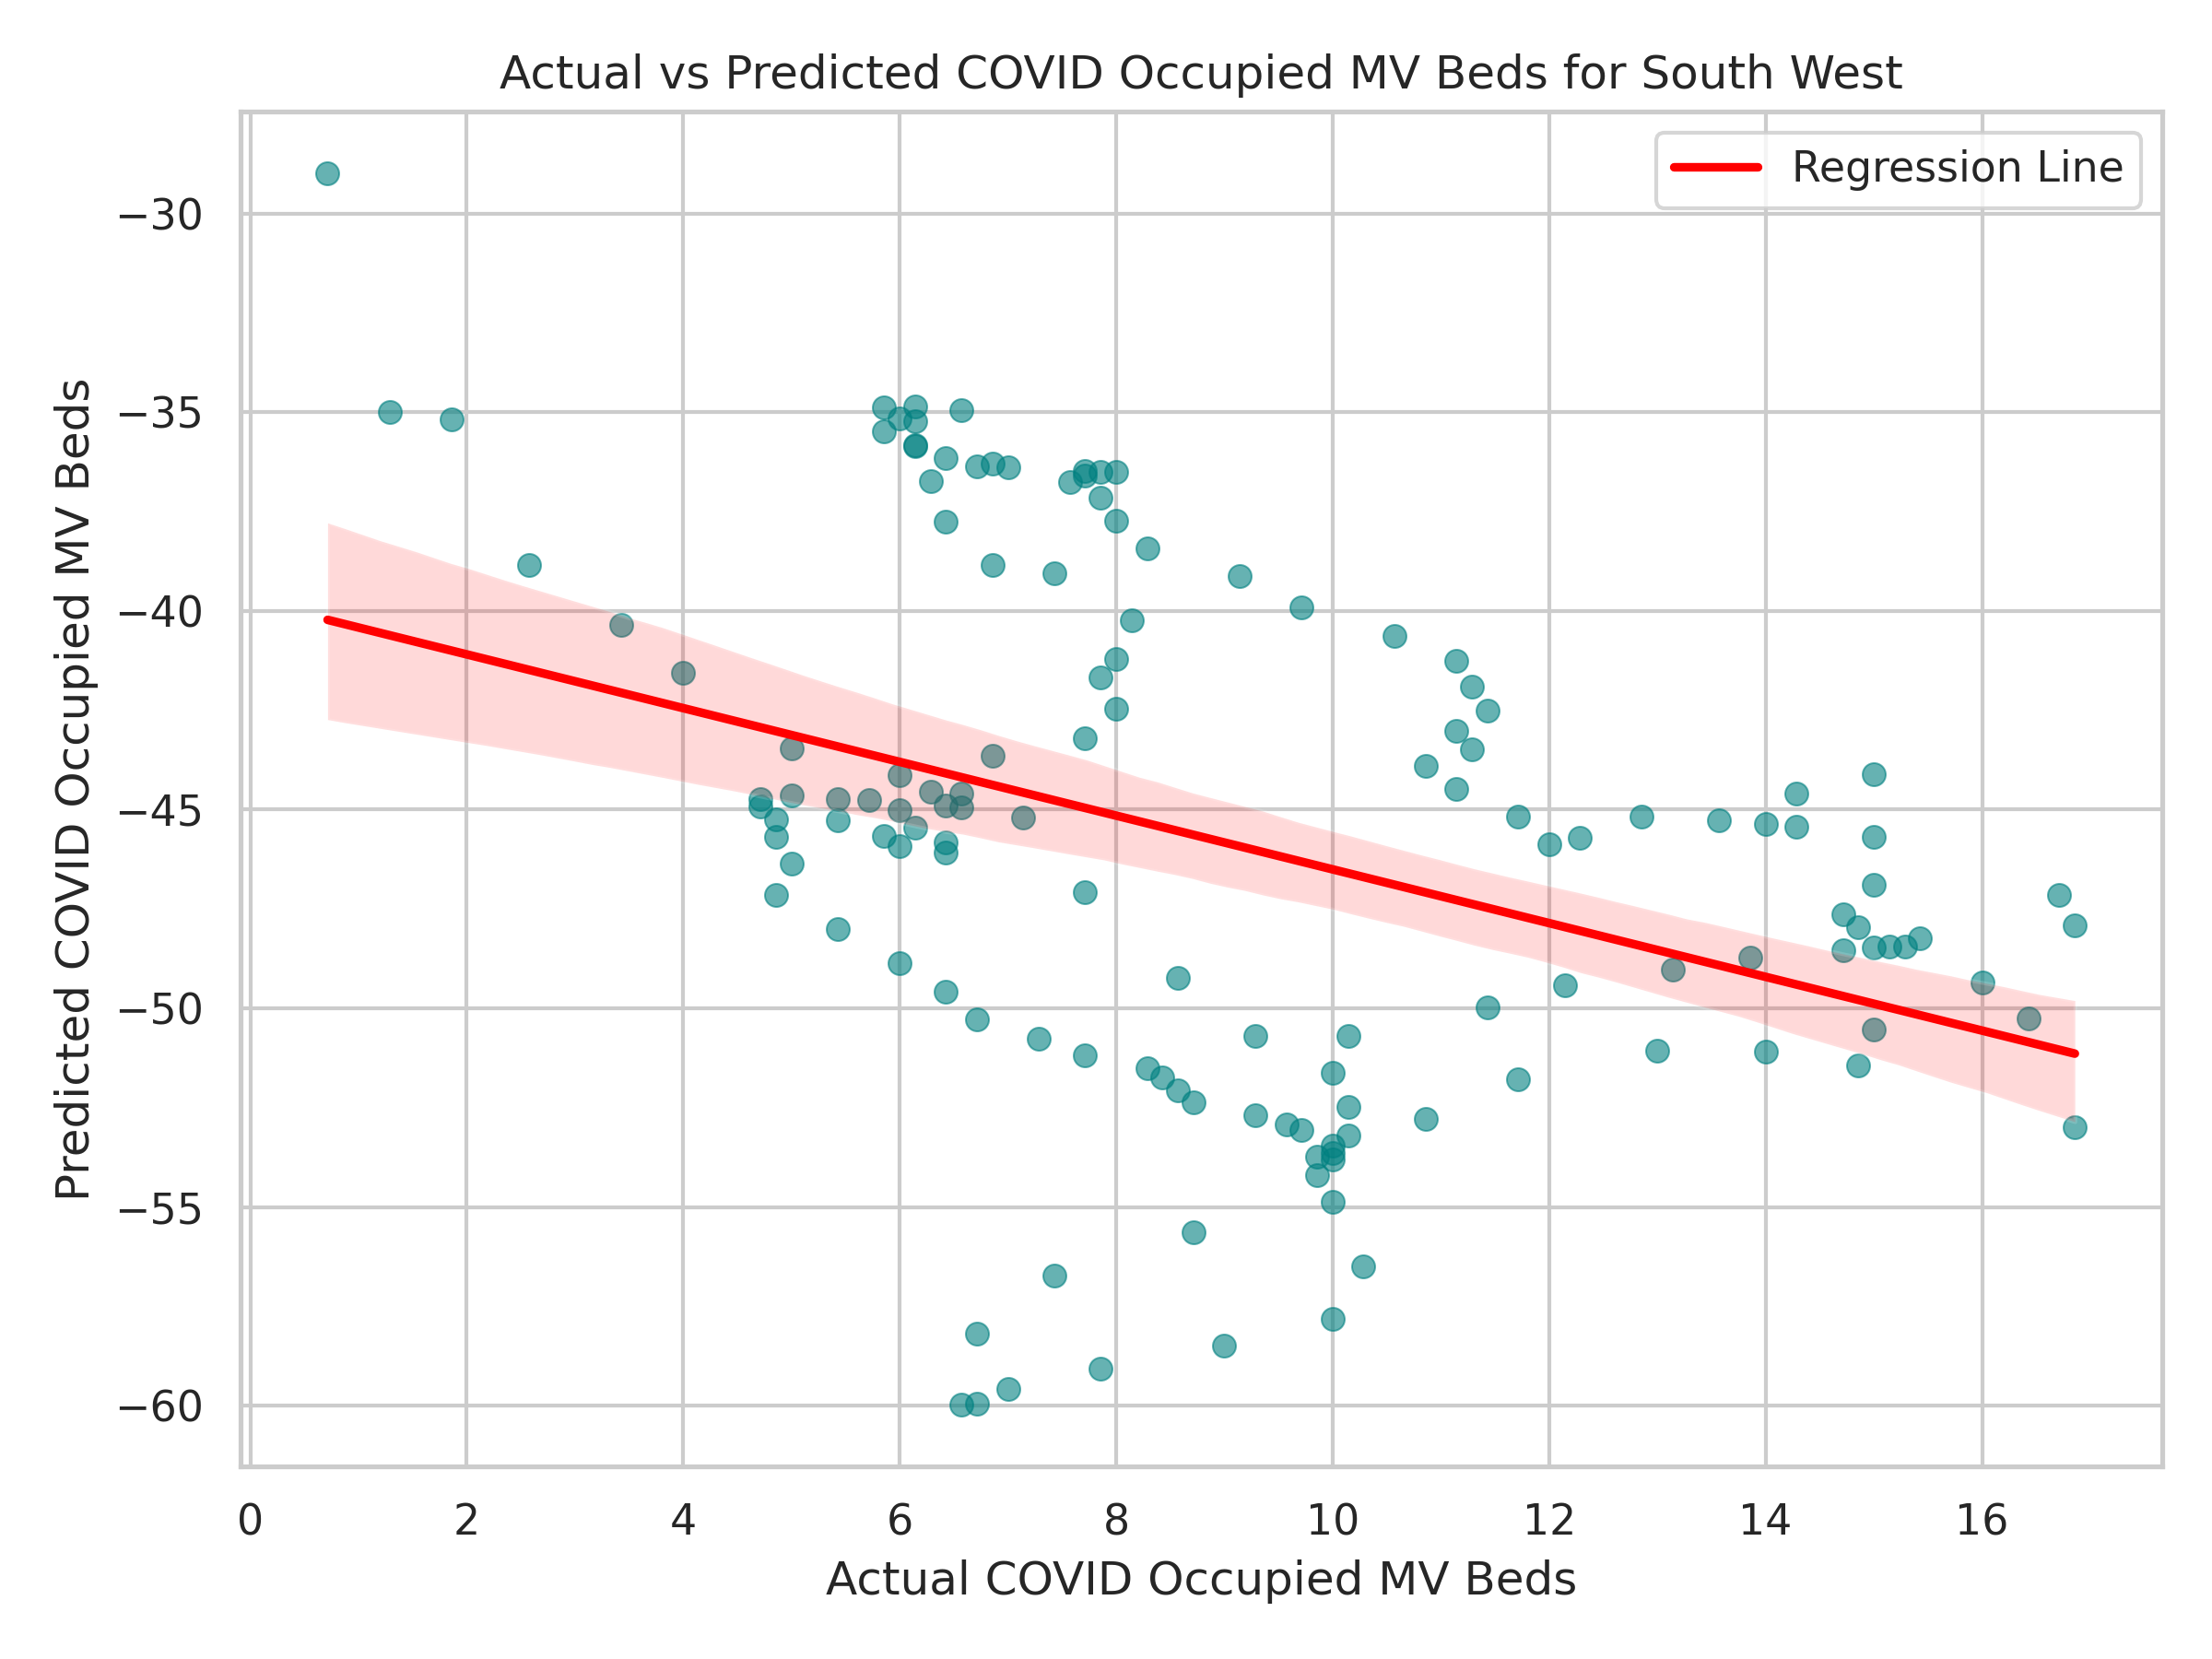 Actual vs Predicted COVID Occupied MV Beds for South West
Regression Line
Predicted COVID Occupied MV Beds
−30
−35
−40
−45
−50
−55
−60
0 2 4 6 8 10 12 14 16
Actual COVID Occupied MV Beds